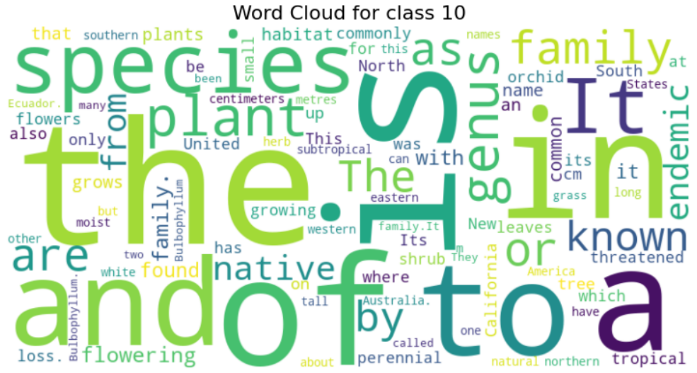 Word Cloud for class 10
that southern plants habitat commonly names
species as family
small for this at
be North genus orchid South
been name States
Ecuador. many centimeters metres an
flowers from plant up It endemic
also only United herb This was common its
the . is in
subtropical can with cm it
grows family. The grass long
but Bulbophyllum growing eastern
moist western family.It New leaves known
other are two has Its or threatened
native shrub m They
white found where California America
and of on to tree which a
Bulbophyllum. tall Australia. by one have
loss. flowering called natural northern tropical
about perennial